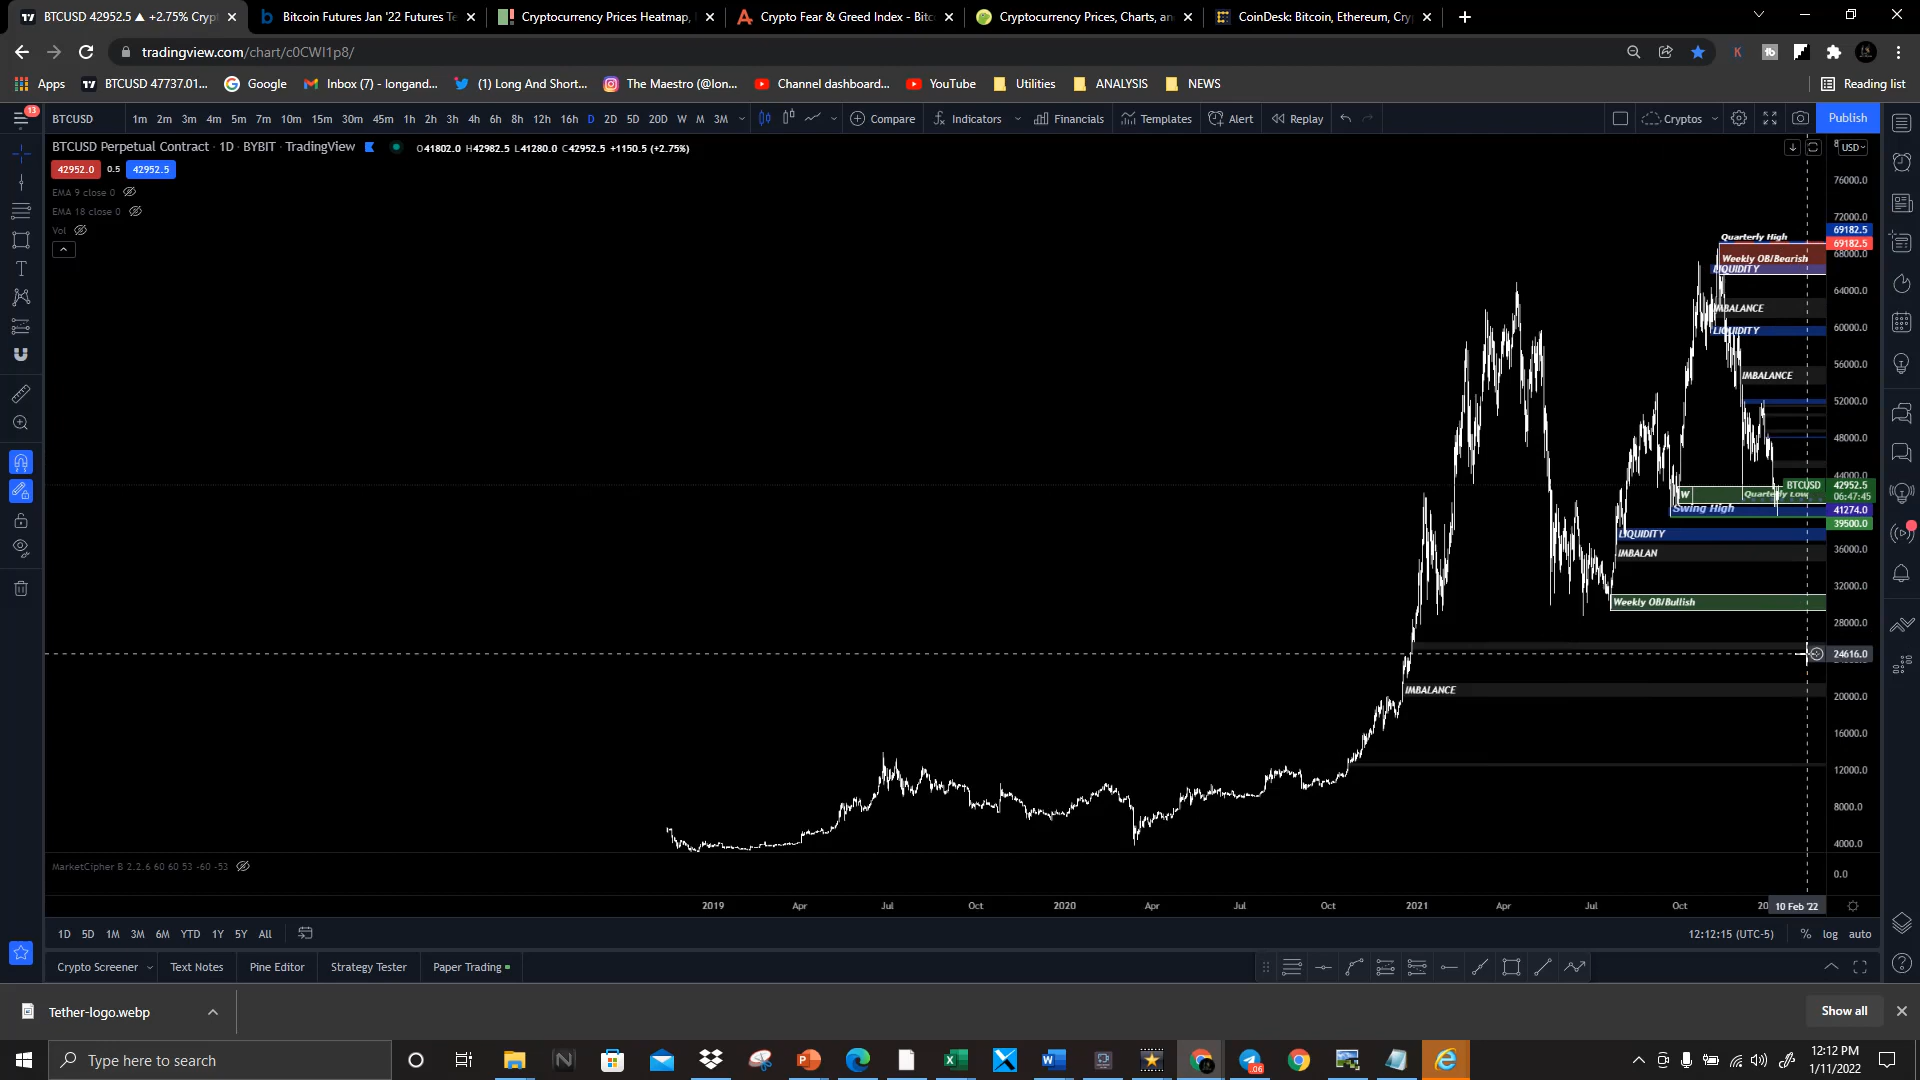 BTCUSD 42952.5 ▲ +2.75% Cryp
Bitcoin Futures Jan '22 Futures Te
Cryptocurrency Prices Heatmap,
Crypto Fear & Greed Index - Bitc
Cryptocurrency Prices, Charts, an
CoinDesk: Bitcoin, Ethereum, Cry
tradingview.com/chart/c0CWI1p8/
Apps
BTCUSD 47737.01...
Google
Inbox (7) - longand...
(1) Long And Short...
The Maestro (@lon...
Channel dashboard...
YouTube
Utilities
ANALYSIS
NEWS
Reading list
13
BTCUSD
1m 2m 3m 4m 5m 7m 10m 15m 30m 45m 1h 2h 3h 4h 6h 8h 12h 16h D 2D 5D 20D W M 3M
Compare
Indicators
Financials
Templates
Alert
Replay
Cryptos
Publish
BTCUSD Perpetual Contract · 1D · BYBIT · TradingView
O41802.0 H42982.5 L41280.0 C42952.5 +1150.5 (+2.75%)
USD
42952.0
0.5
42952.5
EMA 9 close 0
EMA 18 close 0
Vol
76000.0
72000.0
69182.5
69182.5
68000.0
64000.0
60000.0
56000.0
52000.0
48000.0
44000.0
42952.5
06:47:45
41274.0
39500.0
36000.0
32000.0
28000.0
24616.0
20000.0
16000.0
12000.0
8000.0
4000.0
0.0
Quarterly High
Weekly OB/Bearish
LIQUIDITY
IMBALANCE
LIQUIDITY
IMBALANCE
BTCUSD
W
Quarterly Low
Swing High
LIQUIDITY
IMBALAN
Weekly OB/Bullish
IMBALANCE
MarketCipher B 2.2.6 60 60 53 -60 -53
2019 Apr Jul Oct 2020 Apr Jul Oct 2021 Apr Jul Oct 10 Feb '22
1D 5D 1M 3M 6M YTD 1Y 5Y All
12:12:15 (UTC-5)
% log auto
Crypto Screener
Text Notes
Pine Editor
Strategy Tester
Paper Trading
Tether-logo.webp
Show all
Type here to search
.06
12:12 PM
1/11/2022